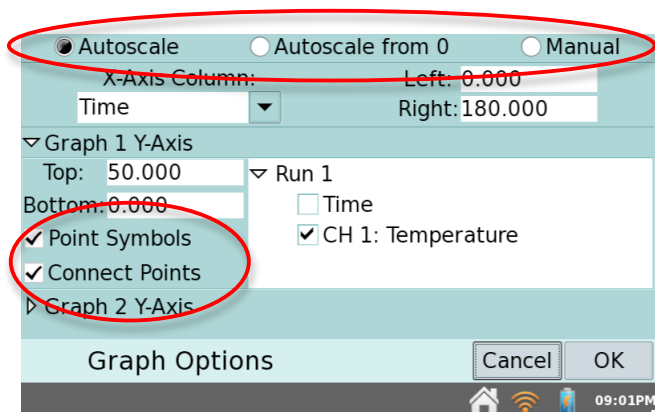 Autoscale Autoscale from 0 Manual
X-Axis Column: Left: 0.000
Time Right: 180.000
Graph 1 Y-Axis
Top: 50.000 Run 1
Bottom: 0.000 Time
Point Symbols CH 1: Temperature
Connect Points
Graph 2 Y-Axis
Graph Options Cancel OK
09:01PM